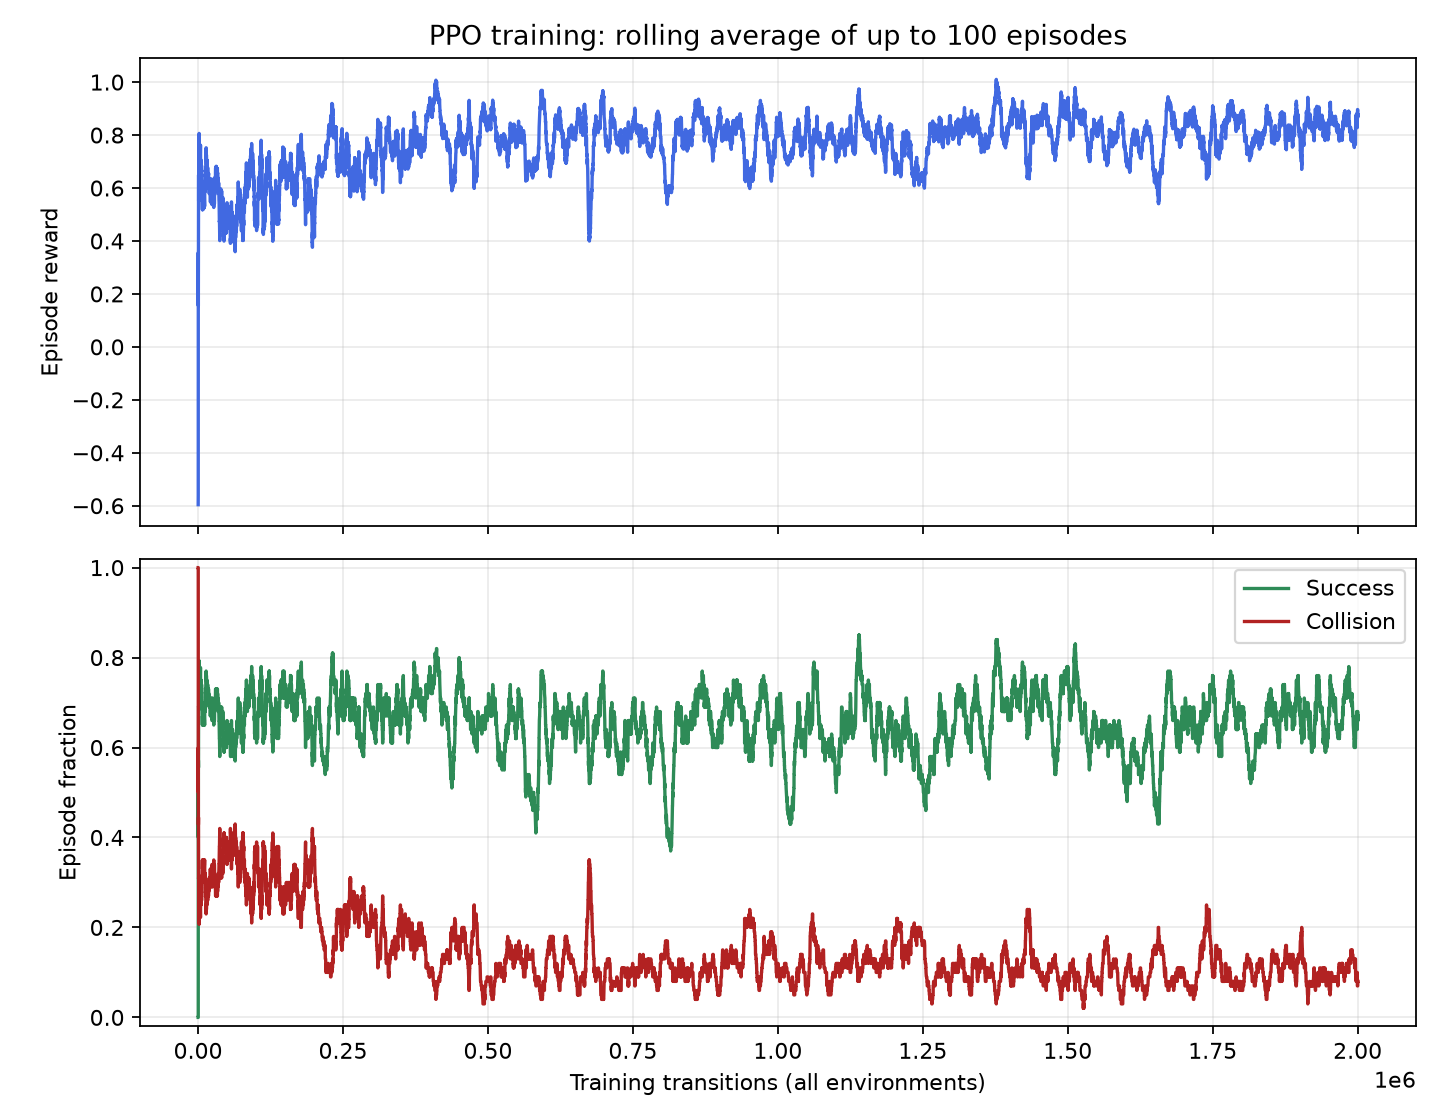 PPO training: rolling average of up to 100 episodes
1.0
0.8
0.6
0.4
0.2
0.0
−0.2
−0.4
−0.6
Episode reward
1.0
0.8
0.6
0.4
0.2
0.0
Episode fraction
Success
Collision
0.00 0.25 0.50 0.75 1.00 1.25 1.50 1.75 2.00
1e6
Training transitions (all environments)